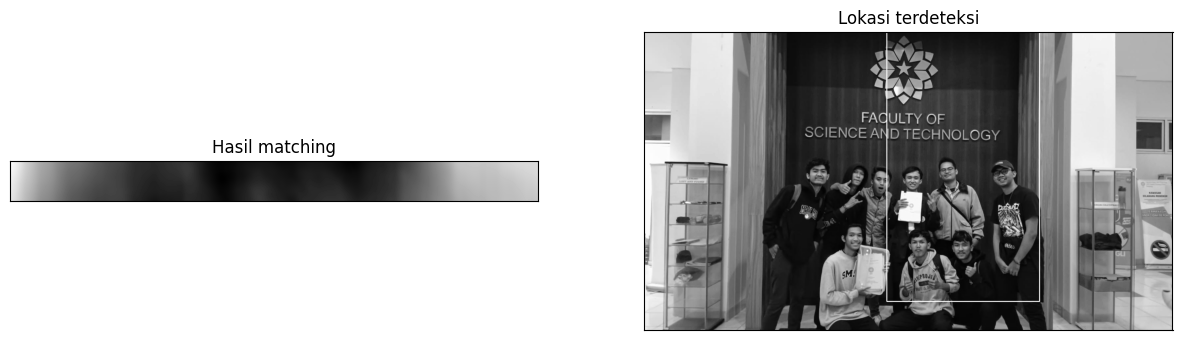 Hasil matching
Lokasi terdeteksi
FACULTY OF
SCIENCE AND TECHNOLOGY